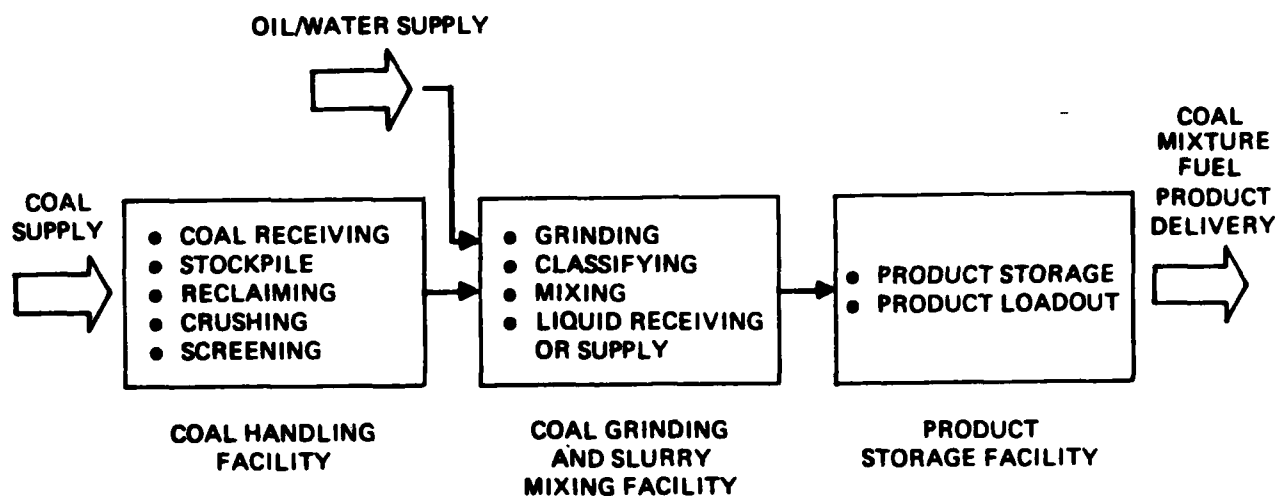 OIL/WATER SUPPLY
COAL
SUPPLY
● COAL RECEIVING
● STOCKPILE
● RECLAIMING
● CRUSHING
● SCREENING
COAL HANDLING
FACILITY
● GRINDING
● CLASSIFYING
● MIXING
● LIQUID RECEIVING
OR SUPPLY
COAL GRINDING
AND SLURRY
MIXING FACILITY
● PRODUCT STORAGE
● PRODUCT LOADOUT
PRODUCT
STORAGE FACILITY
COAL
MIXTURE
FUEL
PRODUCT
DELIVERY